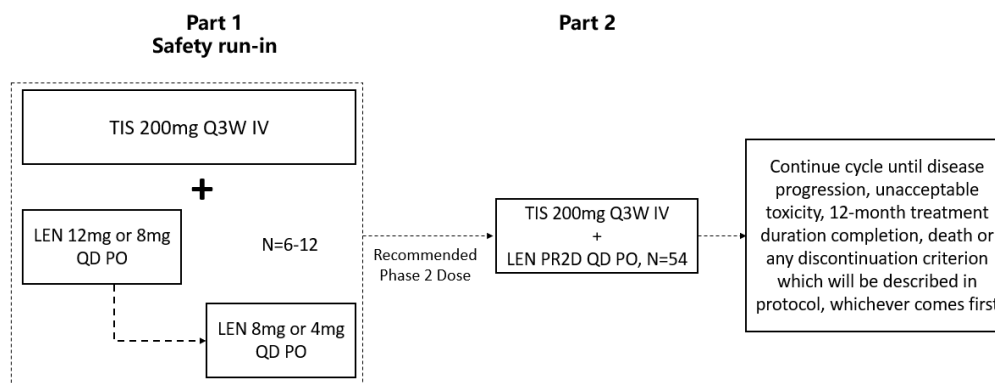 Part 1
Safety run-in
Part 2
TIS 200mg Q3W IV
+
LEN 12mg or 8mg
QD PO
N=6-12
LEN 8mg or 4mg
QD PO
Recommended
Phase 2 Dose
TIS 200mg Q3W IV
+
LEN PR2D QD PO, N=54
Continue cycle until disease
progression, unacceptable
toxicity, 12-month treatment
duration completion, death or
any discontinuation criterion
which will be described in
protocol, whichever comes first